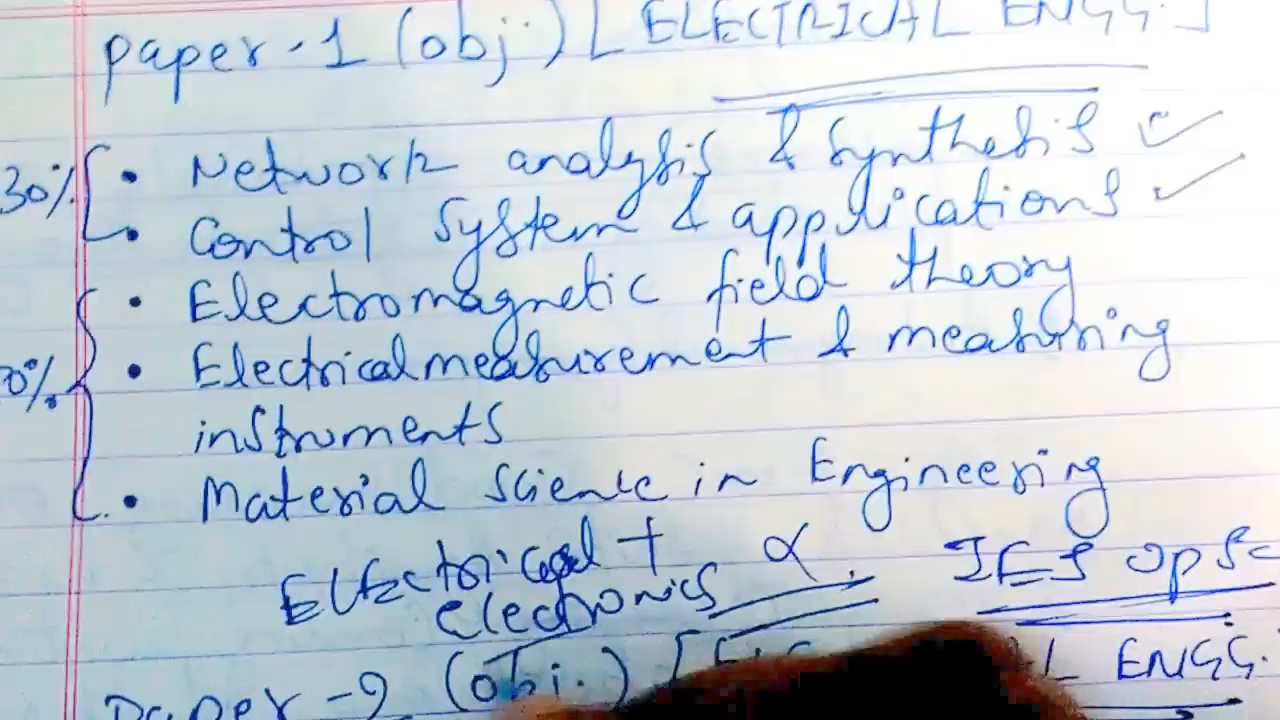 paper-1 (obj.) [ELECTRICAL ENGG.]
30% • Network analysis & Synthesis
• Control System & applications
• Electromagnetic field theory
• Electrical measurement & measuring
instruments
• Material Science in Engineering
Electrical + α IES opsc
electronics
Paper-2 (obj.) [ ENGG.